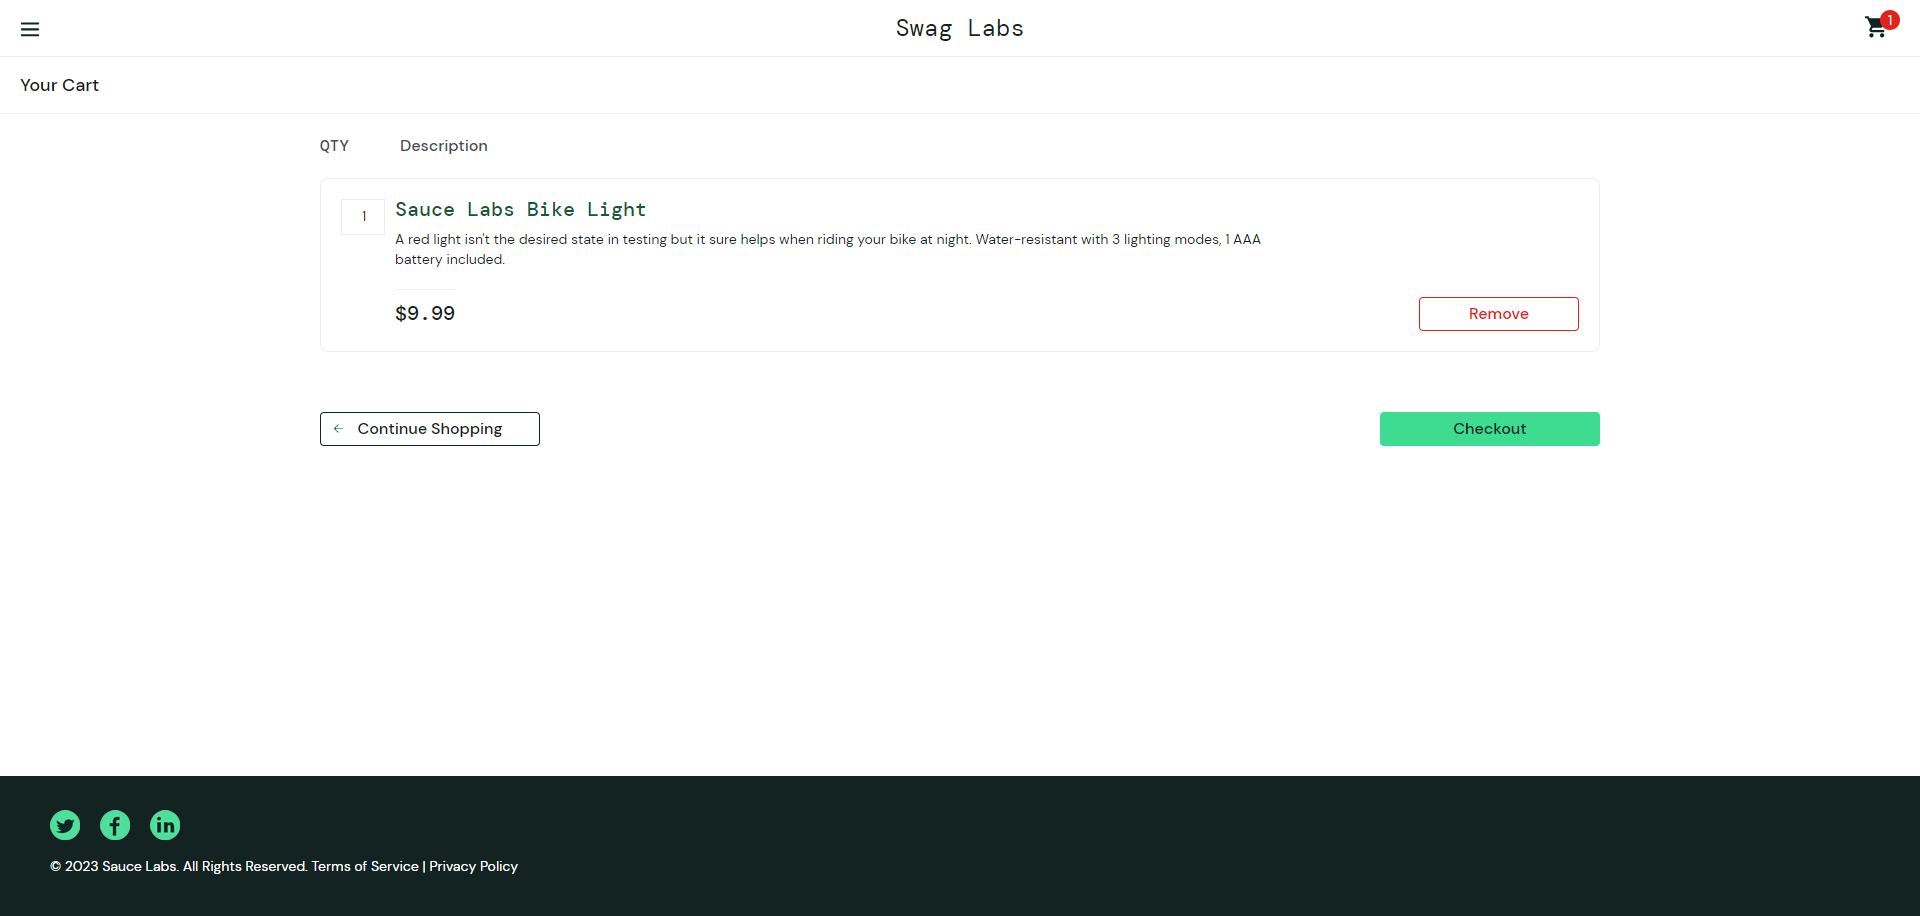 Swag Labs
1
Your Cart
QTY Description
1
Sauce Labs Bike Light
A red light isn't the desired state in testing but it sure helps when riding your bike at night. Water-resistant with 3 lighting modes, 1 AAA
battery included.
$9.99
Remove
Continue Shopping
Checkout
© 2023 Sauce Labs. All Rights Reserved. Terms of Service | Privacy Policy